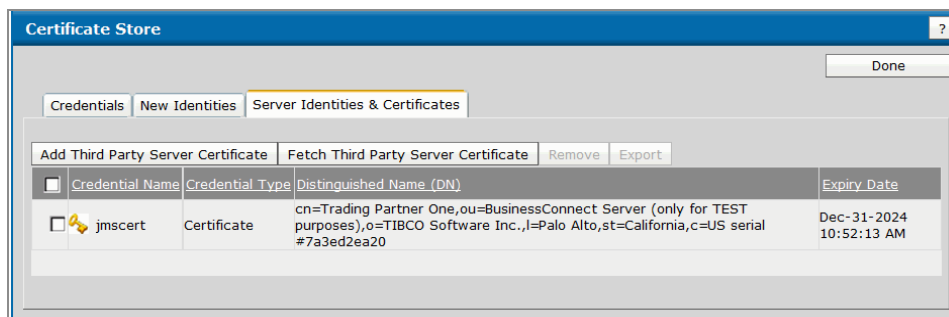 Certificate Store
?
Done
Credentials New Identities Server Identities & Certificates
Add Third Party Server Certificate Fetch Third Party Server Certificate Remove Export
Credential Name Credential Type Distinguished Name (DN) Expiry Date
jmscert Certificate cn=Trading Partner One,ou=BusinessConnect Server (only for TEST
purposes),o=TIBCO Software Inc.,l=Palo Alto,st=California,c=US serial
#7a3ed2ea20
Dec-31-2024
10:52:13 AM